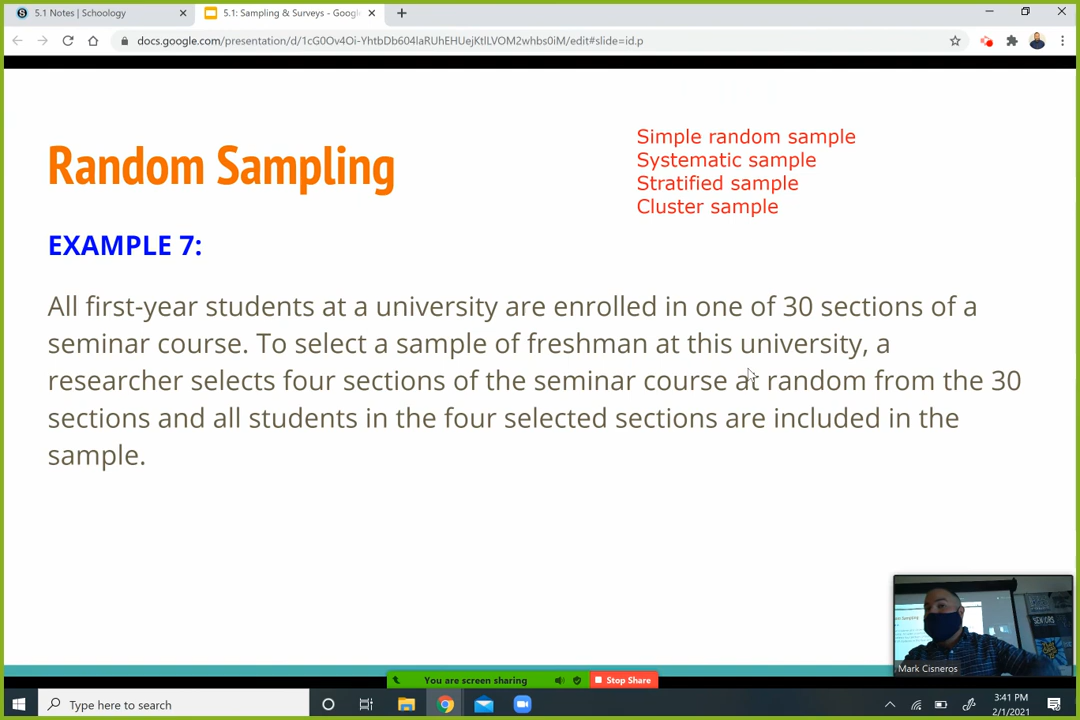 5.1 Notes | Schoology
5.1: Sampling & Surveys - Google
docs.google.com/presentation/d/1cG0Ov4Oi-YhtbDb604laRUhEHUejKtlLVOM2whbs0iM/edit#slide=id.p
Random Sampling
Simple random sample
Systematic sample
Stratified sample
Cluster sample
EXAMPLE 7:
All first-year students at a university are enrolled in one of 30 sections of a
seminar course. To select a sample of freshman at this university, a
researcher selects four sections of the seminar course at random from the 30
sections and all students in the four selected sections are included in the
sample.
SENIORS
Mark Cisneros
You are screen sharing
Stop Share
Type here to search
3:41 PM
2/1/2021